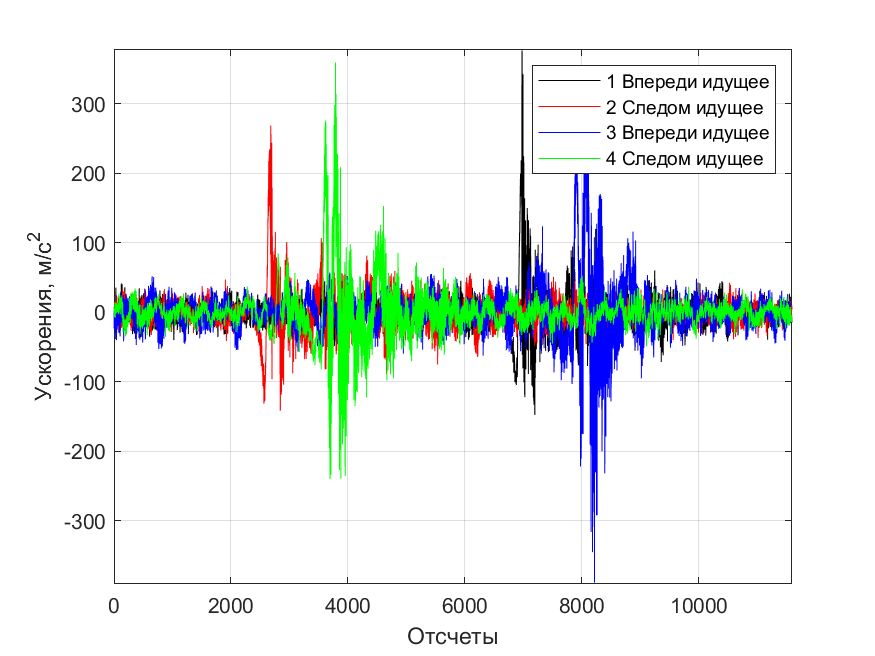 1 Впереди идущее
2 Следом идущее
3 Впереди идущее
4 Следом идущее
300
200
100
0
-100
-200
-300
Ускорения, м/с²
0 2000 4000 6000 8000 10000
Отсчеты